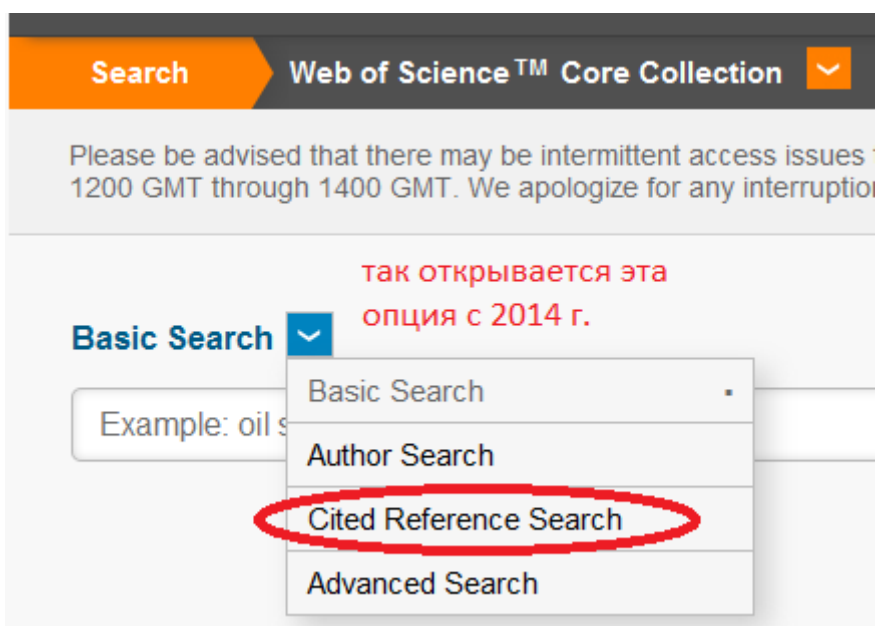 Search Web of Science™ Core Collection
Please be advised that there may be intermittent access issues
1200 GMT through 1400 GMT. We apologize for any interruption
так открывается эта
опция с 2014 г.
Basic Search
Basic Search
Example: oil s
Author Search
Cited Reference Search
Advanced Search